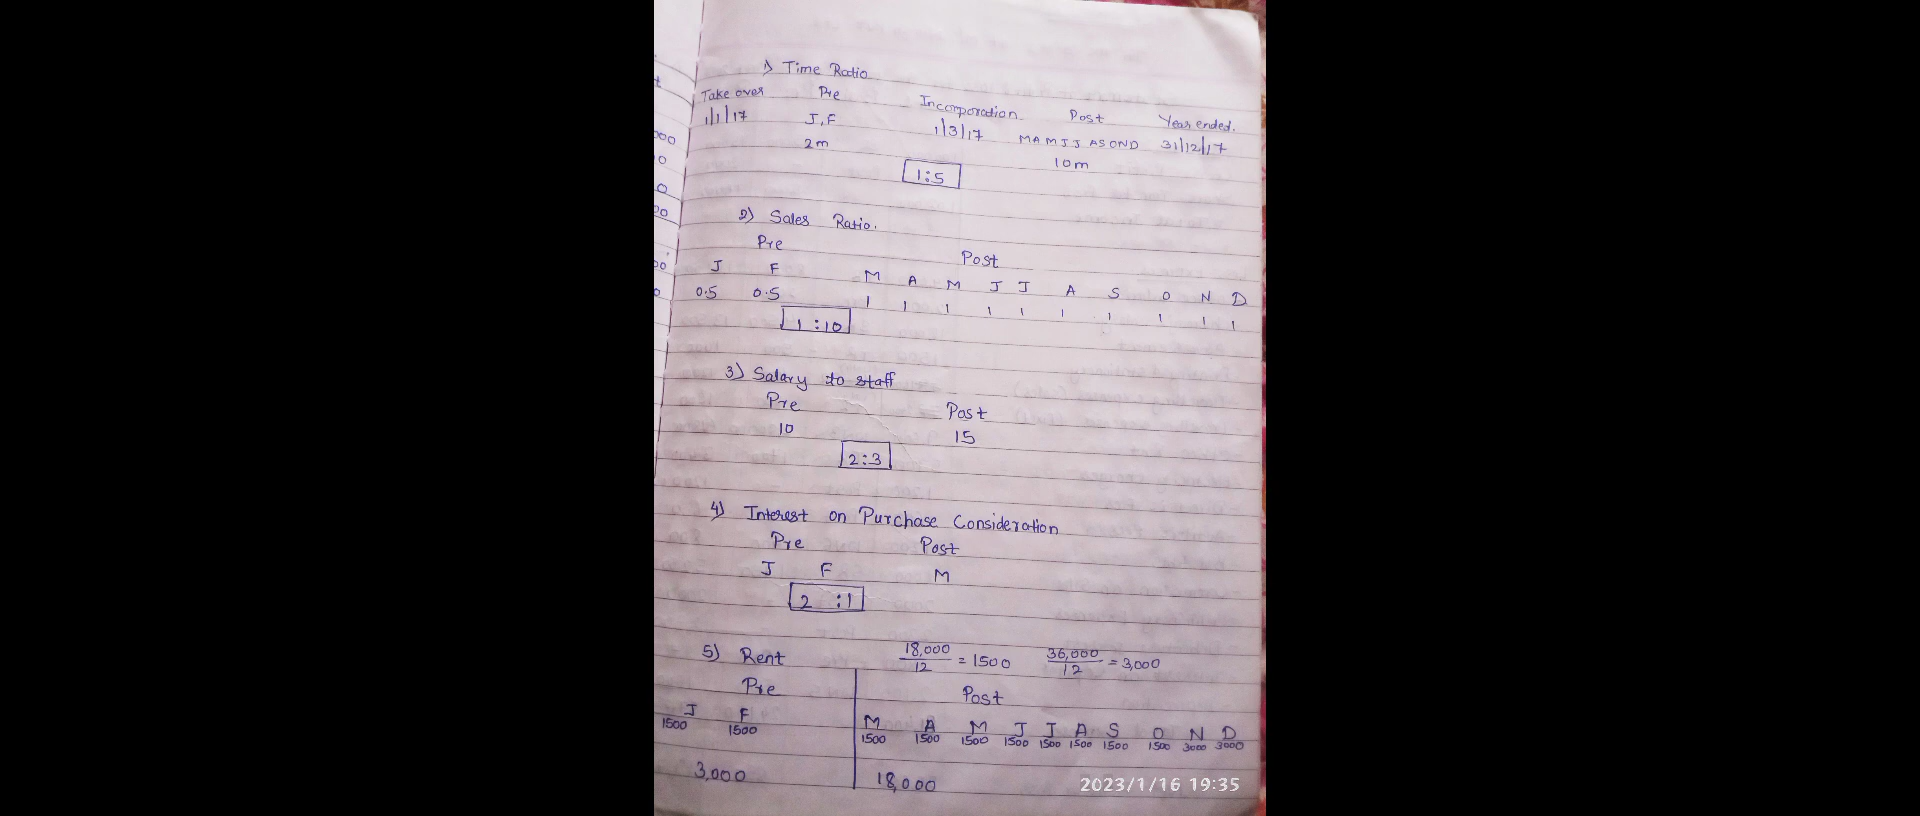 1) Time Ratio
Take over Pre Incorporation Post Year ended.
1/1/17 J, F 1/3/17 MAMJJASOND 31/12/17
2m 10m
1:5
2) Sales Ratio.
Pre Post
J F M A M J J A S O N D
0.5 0.5 1 1 1 1 1 1 1 1 1 1
1 : 10
3) Salary to staff
Pre Post
10 15
2:3
4) Interest on Purchase Consideration
Pre Post
J F M
2 : 1
5) Rent 18,000/12 = 1500 36,000/12 = 3,000
Pre Post
J F M A M J J A S O N D
1500 1500 1500 1500 1500 1500 1500 1500 1500 1500 3000 3000
3,000 18,000
2023/1/16 19:35